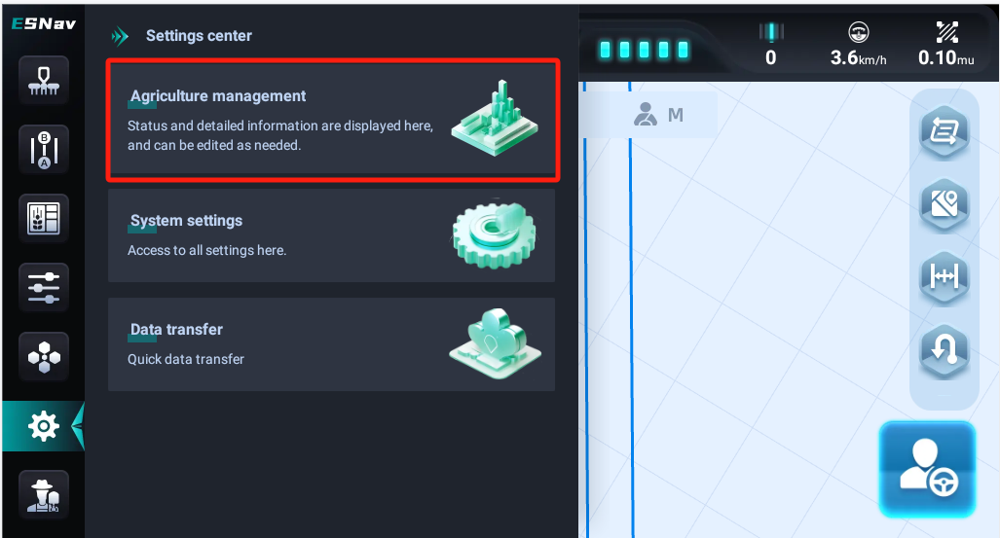 ESNav
Settings center
Agriculture management
Status and detailed information are displayed here,
and can be edited as needed.
System settings
Access to all settings here.
Data transfer
Quick data transfer
B
A
0
3.6km/h
0.10mu
M